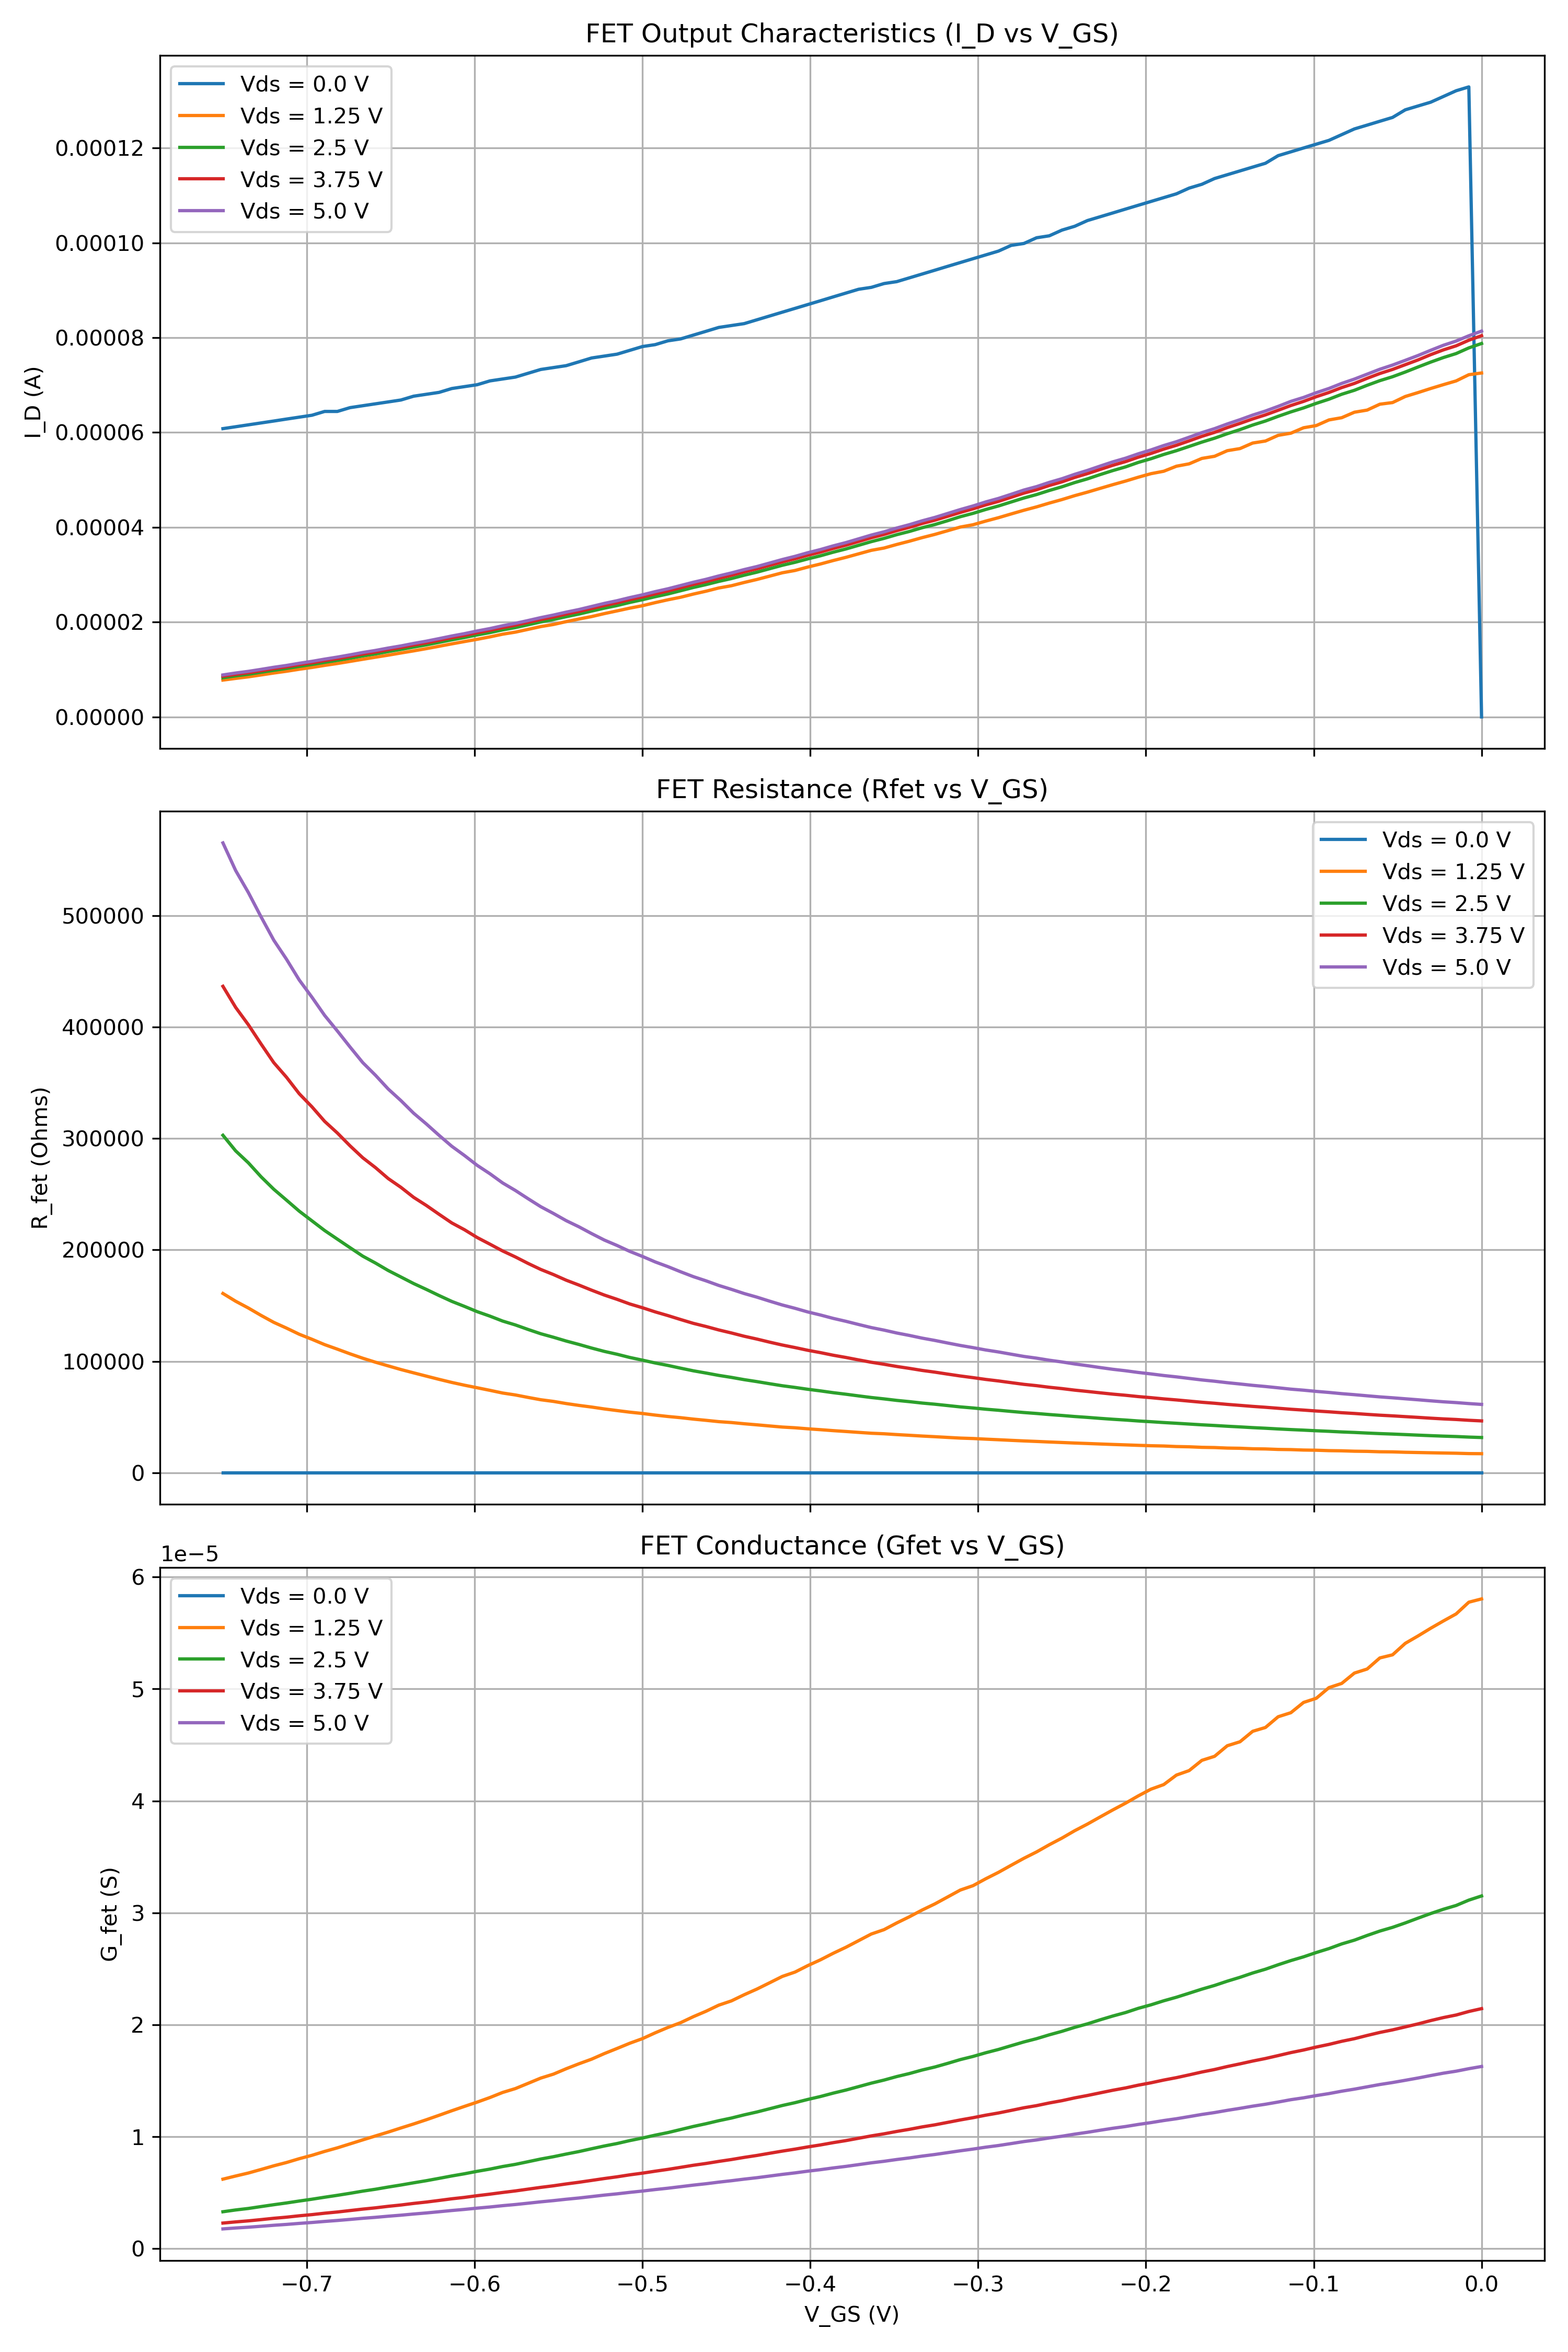 FET Output Characteristics (I_D vs V_GS)
Vds = 0.0 V
Vds = 1.25 V
Vds = 2.5 V
Vds = 3.75 V
Vds = 5.0 V
0.00012
0.00010
0.00008
0.00006
0.00004
0.00002
0.00000
I_D (A)
FET Resistance (Rfet vs V_GS)
Vds = 0.0 V
Vds = 1.25 V
Vds = 2.5 V
Vds = 3.75 V
Vds = 5.0 V
500000
400000
300000
200000
100000
0
R_fet (Ohms)
FET Conductance (Gfet vs V_GS)
1e−5
Vds = 0.0 V
Vds = 1.25 V
Vds = 2.5 V
Vds = 3.75 V
Vds = 5.0 V
6
5
4
3
2
1
0
G_fet (S)
−0.7 −0.6 −0.5 −0.4 −0.3 −0.2 −0.1 0.0
V_GS (V)